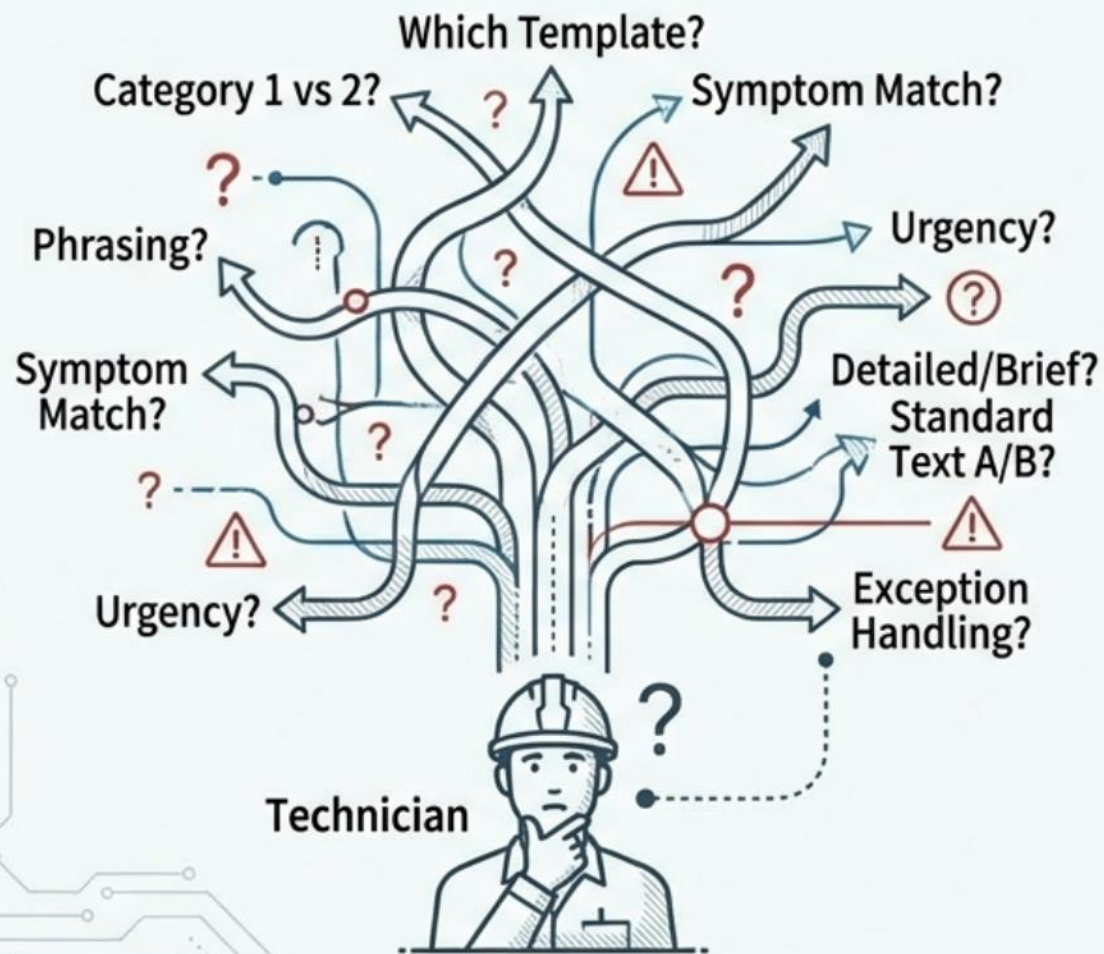 Which Template?
Category 1 vs 2?
Symptom Match?
?
?
Phrasing?
Urgency?
?
?
?
Symptom
Match?
Detailed/Brief?
Standard
Text A/B?
?
?
Urgency?
?
Exception
Handling?
?
Technician